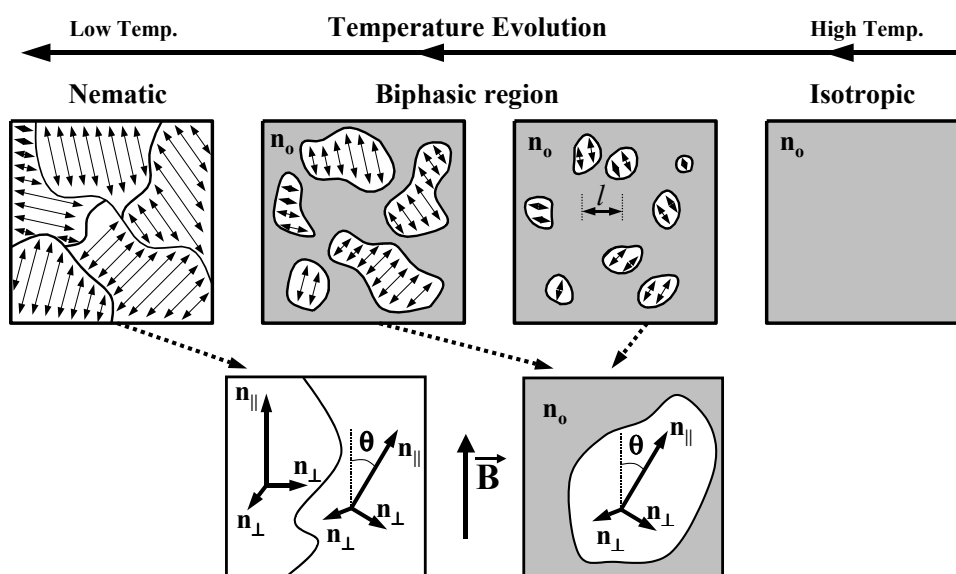 Low Temp. Temperature Evolution High Temp.
Nematic Biphasic region Isotropic
nₒ nₒ nₒ
l
n∥ θ n∥ n⊥ n⊥ n⊥ n⊥
B
nₒ θ n∥ n⊥ n⊥